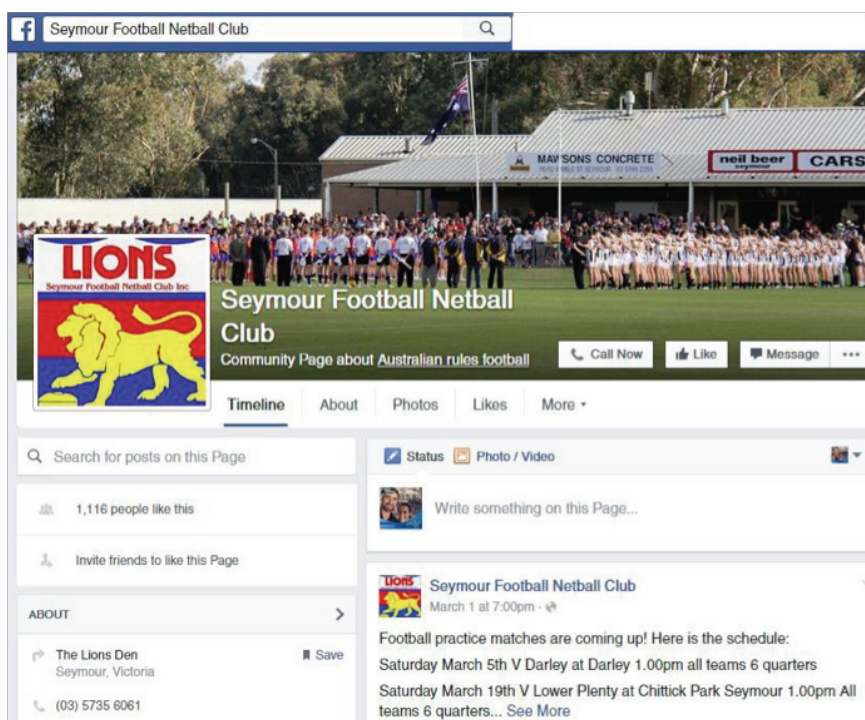 Seymour Football Netball Club
MAWSONS CONCRETE
neil beer
seymour
CARS
LIONS
Seymour Football Netball Club Inc
Seymour Football Netball
Club
Community Page about Australian rules football
Call Now
Like
Message
Timeline
About
Photos
Likes
More
Search for posts on this Page
1,116 people like this
Invite friends to like this Page
ABOUT
The Lions Den
Save
Seymour, Victoria
(03) 5735 6061
Status
Photo / Video
Write something on this Page...
LIONS
Seymour Football Netball Club
March 1 at 7:00pm ·
Football practice matches are coming up! Here is the schedule:
Saturday March 5th V Darley at Darley 1.00pm all teams 6 quarters
Saturday March 19th V Lower Plenty at Chittick Park Seymour 1.00pm All
teams 6 quarters... See More